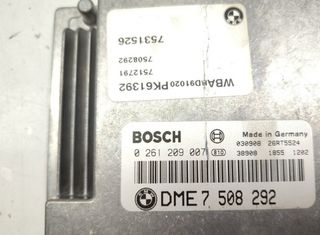 7531526
7508292
7512791
WBAHD91020PK61392
BOSCH
Made in Germany
0 261 209 007
030908 26RT5524
38908 1855 1202
DME 7 508 292